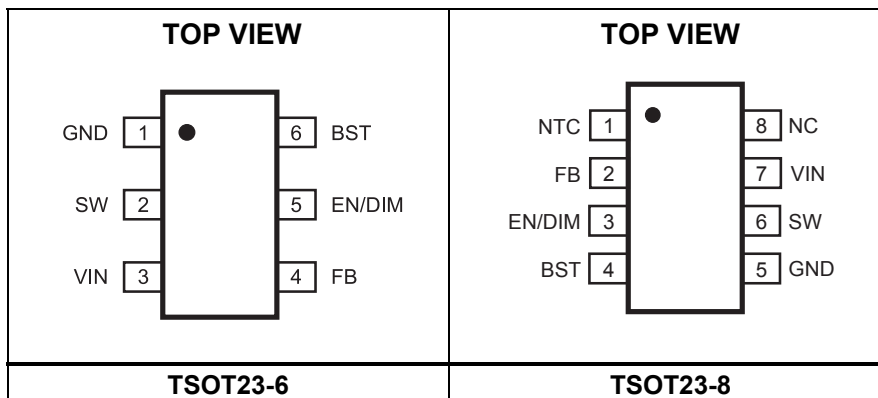 TOP VIEW
GND 1 6 BST
SW 2 5 EN/DIM
VIN 3 4 FB
TSOT23-6
TOP VIEW
NTC 1 8 NC
FB 2 7 VIN
EN/DIM 3 6 SW
BST 4 5 GND
TSOT23-8